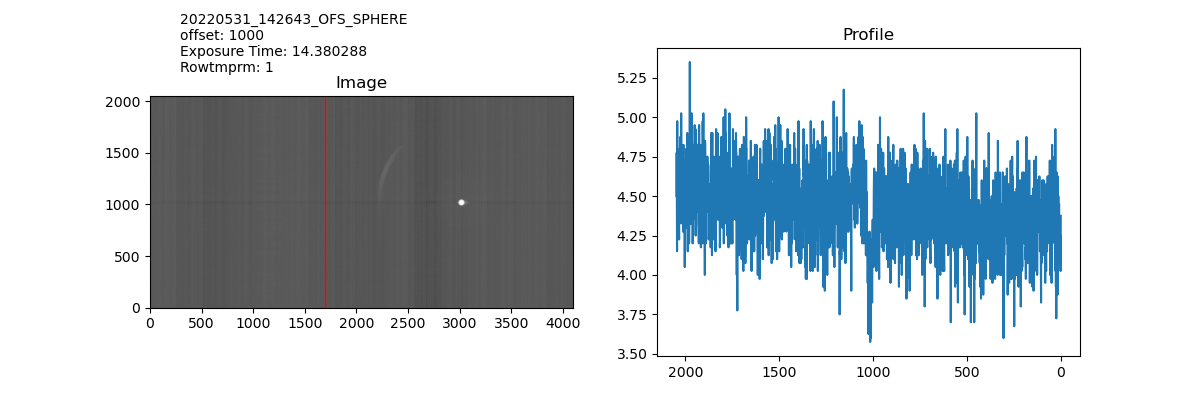 20220531_142643_OFS_SPHERE
offset: 1000
Exposure Time: 14.380288
Rowtmprm: 1
Image
2000
1500
1000
500
0
0 500 1000 1500 2000 2500 3000 3500 4000
Profile
5.25
5.00
4.75
4.50
4.25
4.00
3.75
3.50
2000 1500 1000 500 0